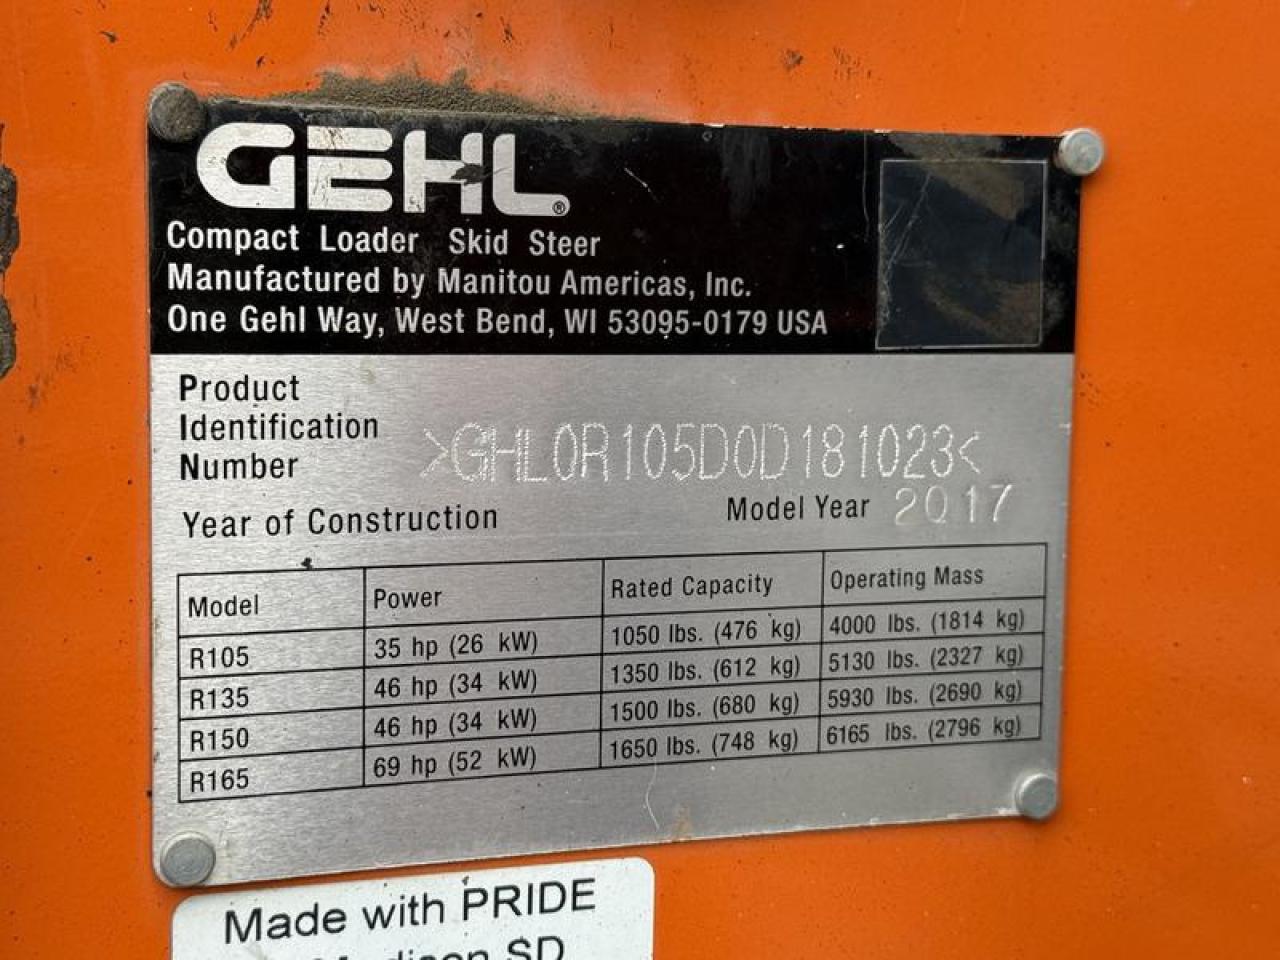 GEHL®
Compact Loader Skid Steer
Manufactured by Manitou Americas, Inc.
One Gehl Way, West Bend, WI 53095-0179 USA
Product
Identification
Number >GHL0R105D0D181023<
Year of Construction Model Year 2017
Model Power Rated Capacity Operating Mass
R105 35 hp (26 kW) 1050 lbs. (476 kg) 4000 lbs. (1814 kg)
R135 46 hp (34 kW) 1350 lbs. (612 kg) 5130 lbs. (2327 kg)
R150 46 hp (34 kW) 1500 lbs. (680 kg) 5930 lbs. (2690 kg)
R165 69 hp (52 kW) 1650 lbs. (748 kg) 6165 lbs. (2796 kg)
Made with PRIDE
Madison SD